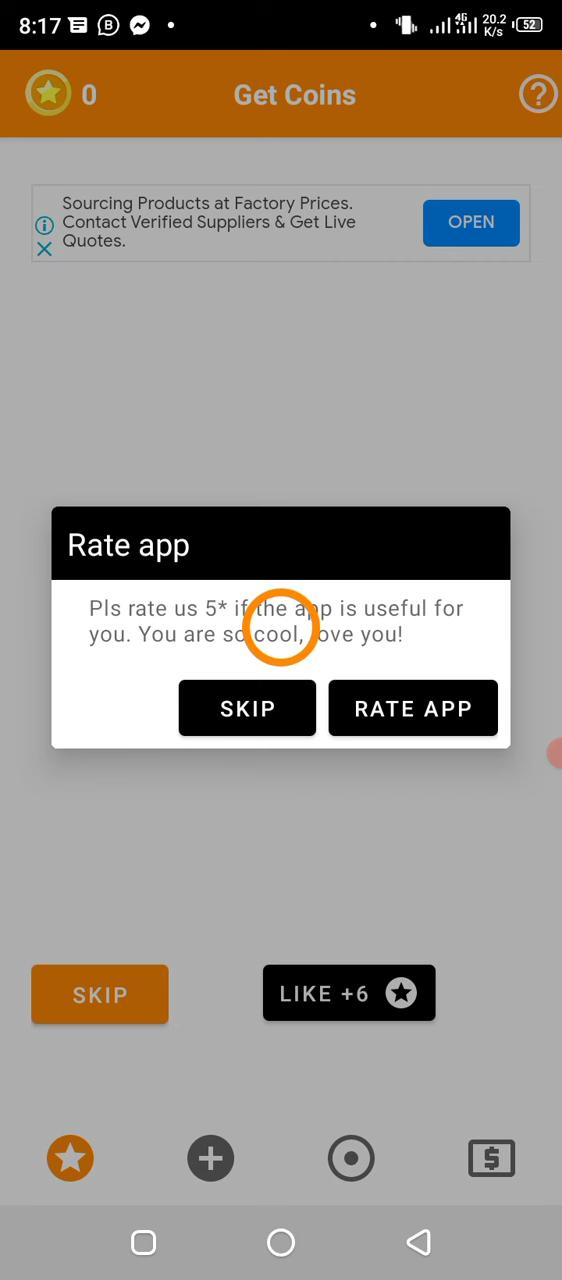 8:17
B
4G
20.2
K/s
52
0
Get Coins
?
Sourcing Products at Factory Prices.
Contact Verified Suppliers & Get Live
Quotes.
OPEN
Rate app
Pls rate us 5* if the app is useful for
you. You are so cool, love you!
SKIP
RATE APP
SKIP
LIKE +6
$